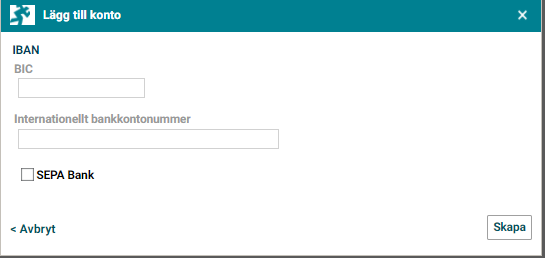 Lägg till konto
IBAN
BIC
Internationellt bankkontonummer
SEPA Bank
< Avbryt
Skapa